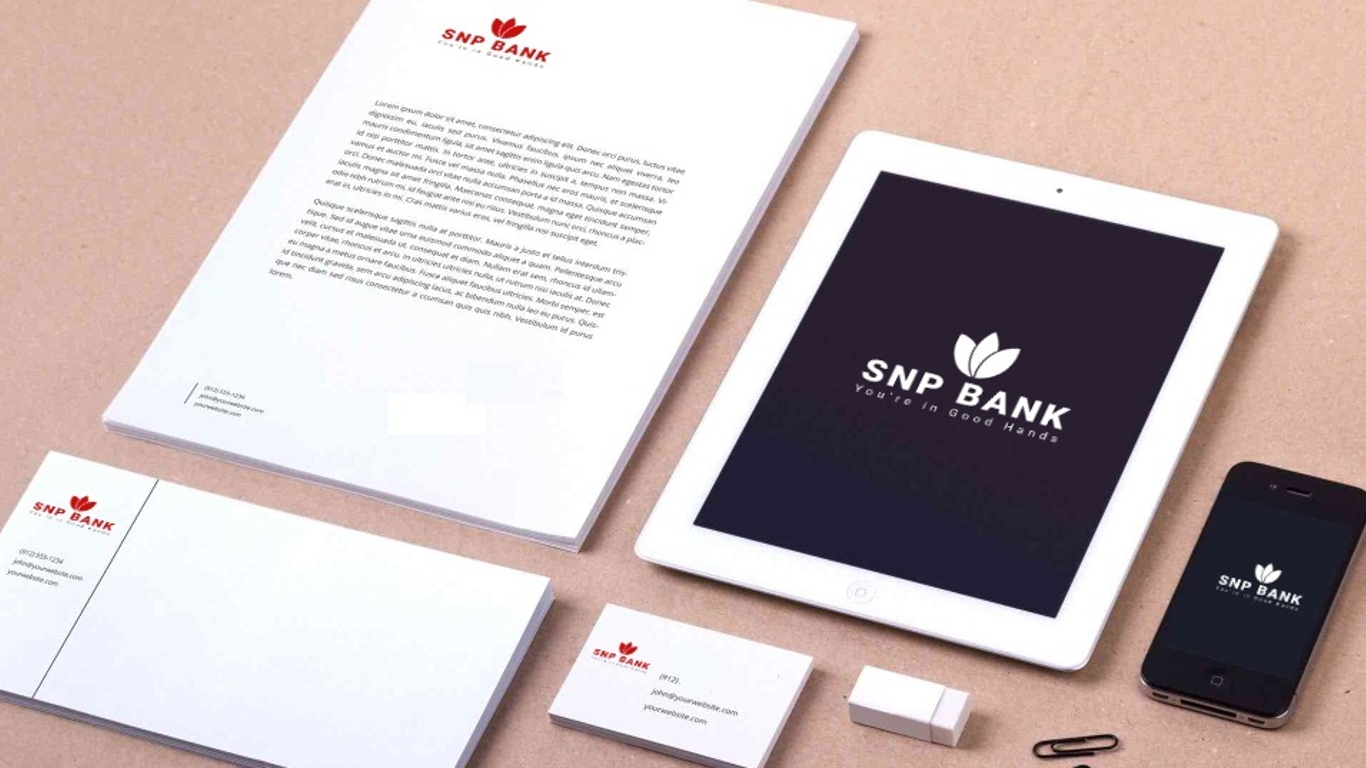 SNP BANK
You're in Good Hands
Lorem ipsum dolor sit amet, consectetur adipiscing elit. Donec orci purus, luctus vitae
dignissim eu, iaculis sed purus. Vivamus faucibus, ipsum nec aliquet viverra, leo
mauris condimentum ligula, sit amet sagittis enim ligula quis arcu. Nam egestas tortor
id nisi porttitor mattis. In tortor ante, ultricies in suscipit a, tempus non massa. Vi-
vamus et auctor mi. Fusce vel massa nulla. Phasellus nec eros mauris, et scelerisque
orci. Donec malesuada orci vitae nulla accumsan porta a id massa. Quisque accumsan
iaculis magna sit amet fringilla. Maecenas consequat, magna eget tincidunt semper,
odio nibh rutrum mi, id feugiat ante nisi eu risus. Vestibulum nunc orci, rhoncus a plac-
erat in, ultricies in mi. Cras mattis varius eros, vel fringilla nisi suscipit eget.
Quisque scelerisque sagittis nulla at porttitor. Mauris a justo et tellus interdum tris-
tique. Sed id augue vitae urna euismod commodo aliquet a quam. Pellentesque arcu
velit, cursus et malesuada ut, consequat et diam. Nullam erat sem, rhoncus id ullam-
corper vitae, rhoncus et arcu. In ultricies ultricies nulla, ut rutrum nisi iaculis at. Donec
eu magna a metus ornare faucibus. Fusce aliquet faucibus ultricies. Morbi semper, est
id tincidunt gravida, sem arcu adipiscing lacus, ac bibendum nulla leo eu purus. Quis-
que nec diam sed risus consectetur a ccumsan quis quis nibh. Vestibulum id purus
lorem.
(912) 555-1234
john@yourwebsite.com
yourwebsite.com
SNP BANK
You're in Good Hands
SNP BANK
You're in Good Hands
(912) 555-1234
john@yourwebsite.com
yourwebsite.com
SNP BANK
(912)
john@yourwebsite.com
yourwebsite.com
SNP BANK
You're in Good Hands